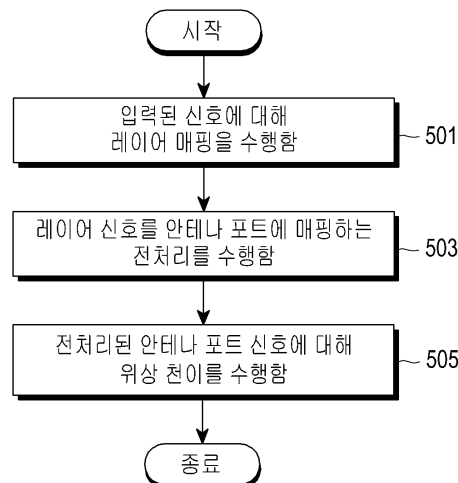 시작
입력된 신호에 대해
레이어 매핑을 수행함
501
레이어 신호를 안테나 포트에 매핑하는
전처리를 수행함
503
전처리된 안테나 포트 신호에 대해
위상 천이를 수행함
505
종료